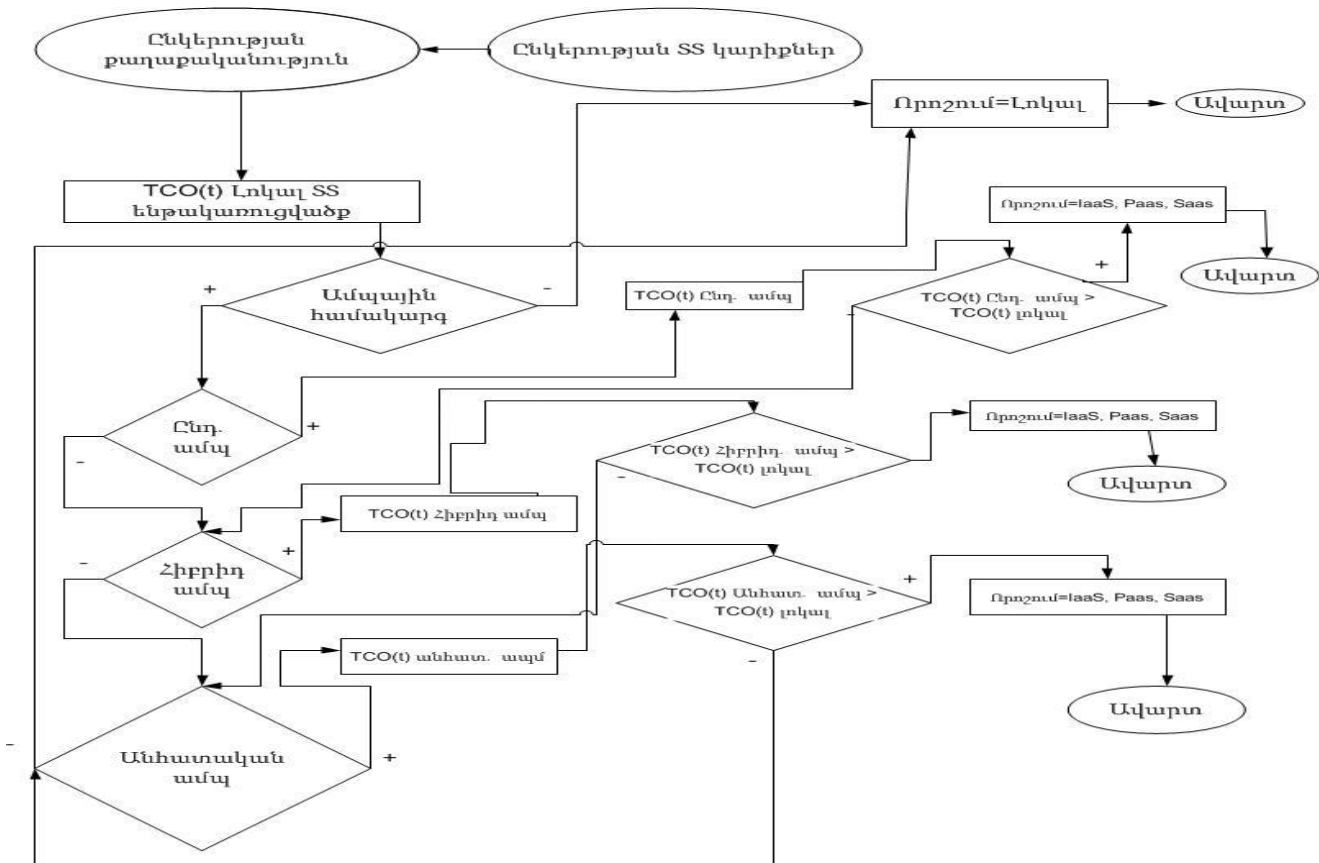 Ընկերության
քաղաքականություն
Ընկերության ՏՏ կարիքներ
Որոշում=Լոկալ
Ավարտ
TCO(t) Լոկալ ՏՏ
ենթակառուցվածք
Որոշում=IaaS, Paas, Saas
Ավարտ
+
Ամպային
համակարգ
-
TCO(t) Ընդ. ամպ
TCO(t) Ընդ. ամպ >
TCO(t) լոկալ
+
-
Ընդ.
ամպ
+
-
TCO(t) Հիբրիդ. ամպ >
TCO(t) լոկալ
-
Որոշում=IaaS, Paas, Saas
Ավարտ
TCO(t) Հիբրիդ ամպ
Հիբրիդ
ամպ
+
-
TCO(t) Անհատ. ամպ >
TCO(t) լոկալ
+
-
Որոշում=IaaS, Paas, Saas
Ավարտ
TCO(t) անհատ. ապմ
-
Անհատական
ամպ
+